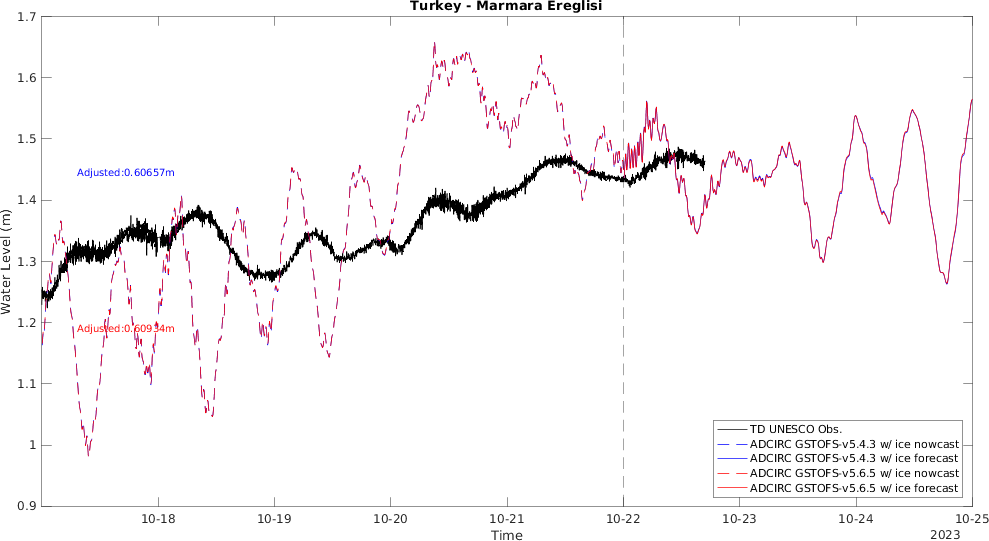 Turkey - Marmara Ereglisi
1.7
1.6
1.5
1.4
1.3
1.2
1.1
1
0.9
Water Level (m)
Adjusted:0.60657m
Adjusted:0.60934m
TD UNESCO Obs.
ADCIRC GSTOFS-v5.4.3 w/ ice nowcast
ADCIRC GSTOFS-v5.4.3 w/ ice forecast
ADCIRC GSTOFS-v5.6.5 w/ ice nowcast
ADCIRC GSTOFS-v5.6.5 w/ ice forecast
10-18 10-19 10-20 10-21 10-22 10-23 10-24 10-25
Time
2023